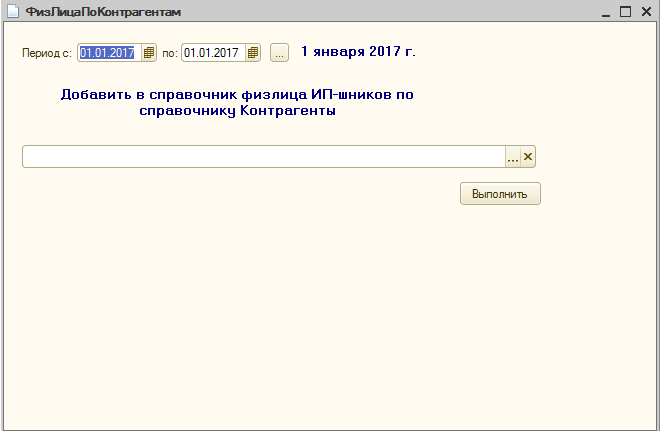 ФизЛицаПоКонтрагентам
Период с: 01.01.2017 по: 01.01.2017 ... 1 января 2017 г.
Добавить в справочник физлица ИП-шников по
справочнику Контрагенты
...
Выполнить